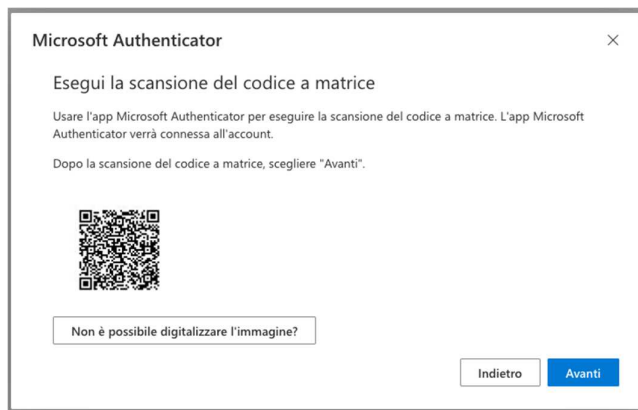 Microsoft Authenticator
Esegui la scansione del codice a matrice
Usare l'app Microsoft Authenticator per eseguire la scansione del codice a matrice. L'app Microsoft
Authenticator verrà connessa all'account.
Dopo la scansione del codice a matrice, scegliere "Avanti".
Non è possibile digitalizzare l'immagine?
Indietro
Avanti